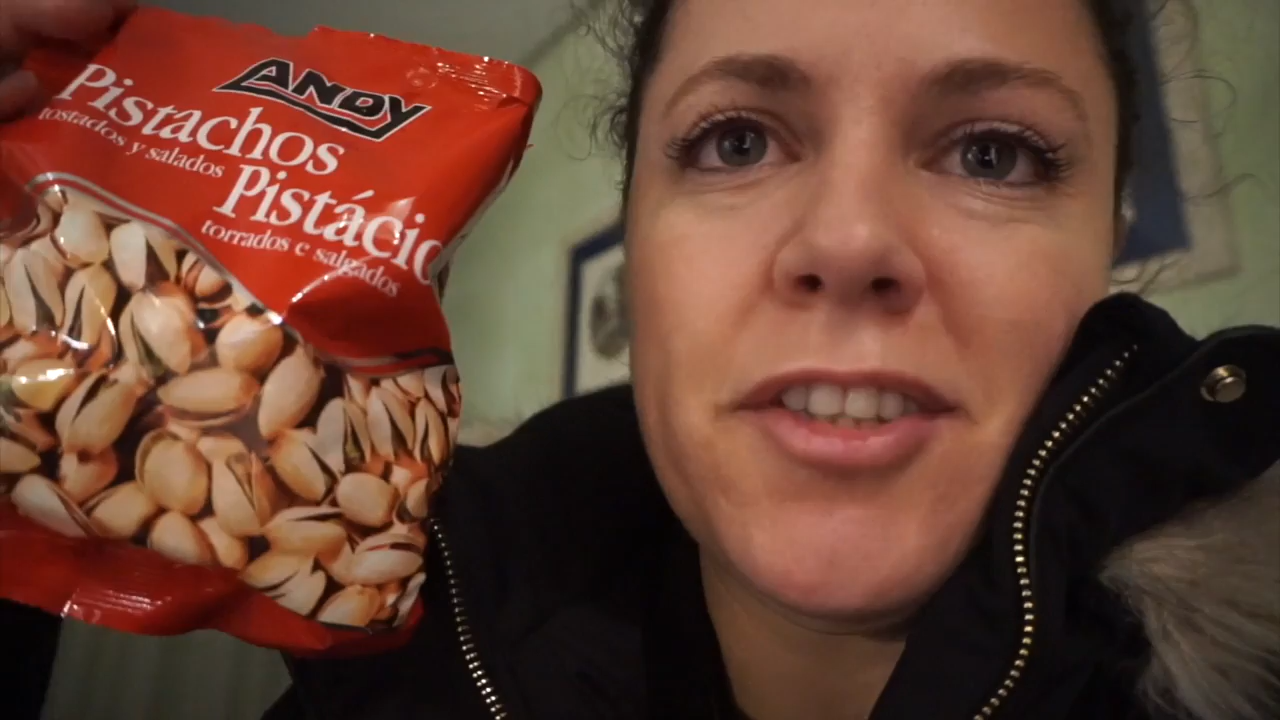 ANDY
Pistachos
tostados y salados
Pistácio
torrados e salgados